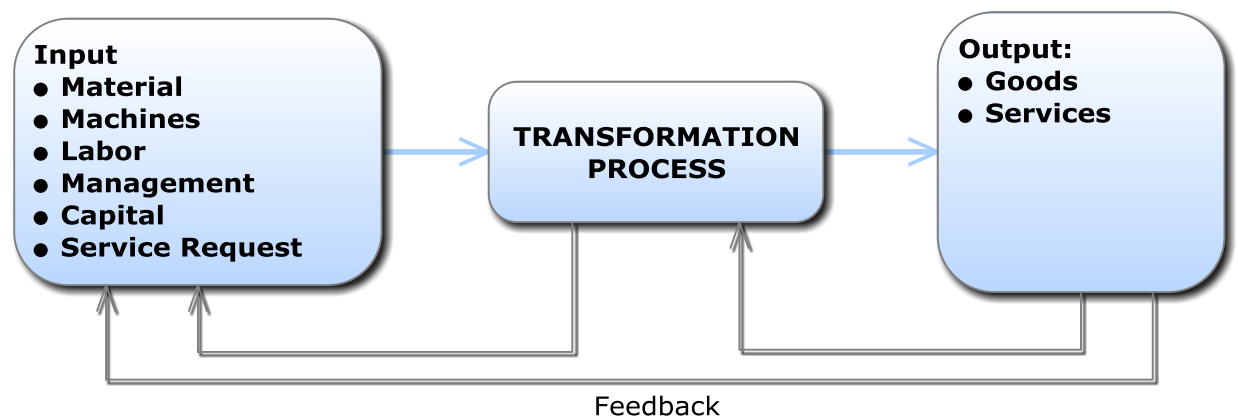 Input
● Material
● Machines
● Labor
● Management
● Capital
● Service Request
TRANSFORMATION
PROCESS
Output:
● Goods
● Services
Feedback